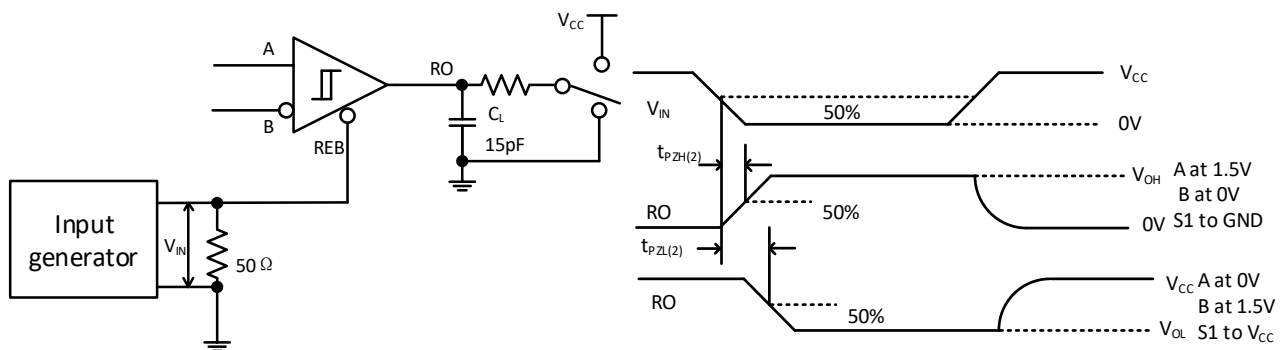 V_CC
A
RO
B
REB
C_L
15pF
Input
generator
V_IN
50 Ω
V_IN
50%
V_CC
0V
t_PZH(2)
RO
50%
V_OH
0V
A at 1.5V
B at 0V
S1 to GND
t_PZL(2)
RO
50%
V_CC
V_OL
A at 0V
B at 1.5V
S1 to V_CC